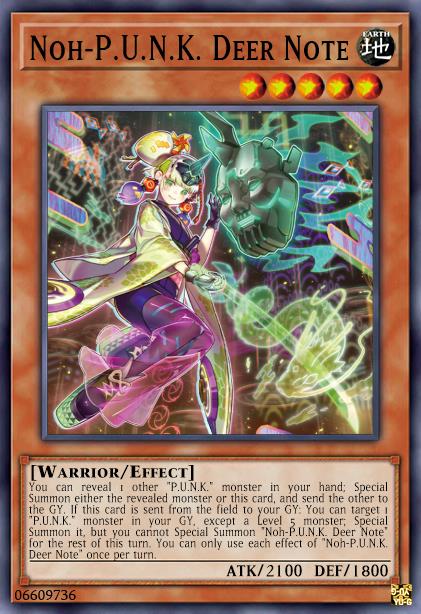 Noh-P.U.N.K. Deer Note
EARTH
地
[Warrior/Effect]
You can reveal 1 other "P.U.N.K." monster in your hand; Special
Summon either the revealed monster or this card, and send the other to
the GY. If this card is sent from the field to your GY: You can target 1
"P.U.N.K." monster in your GY, except a Level 5 monster; Special
Summon it, but you cannot Special Summon "Noh-P.U.N.K. Deer Note"
for the rest of this turn. You can only use each effect of "Noh-P.U.N.K.
Deer Note" once per turn.
ATK/2100 DEF/1800
06609736